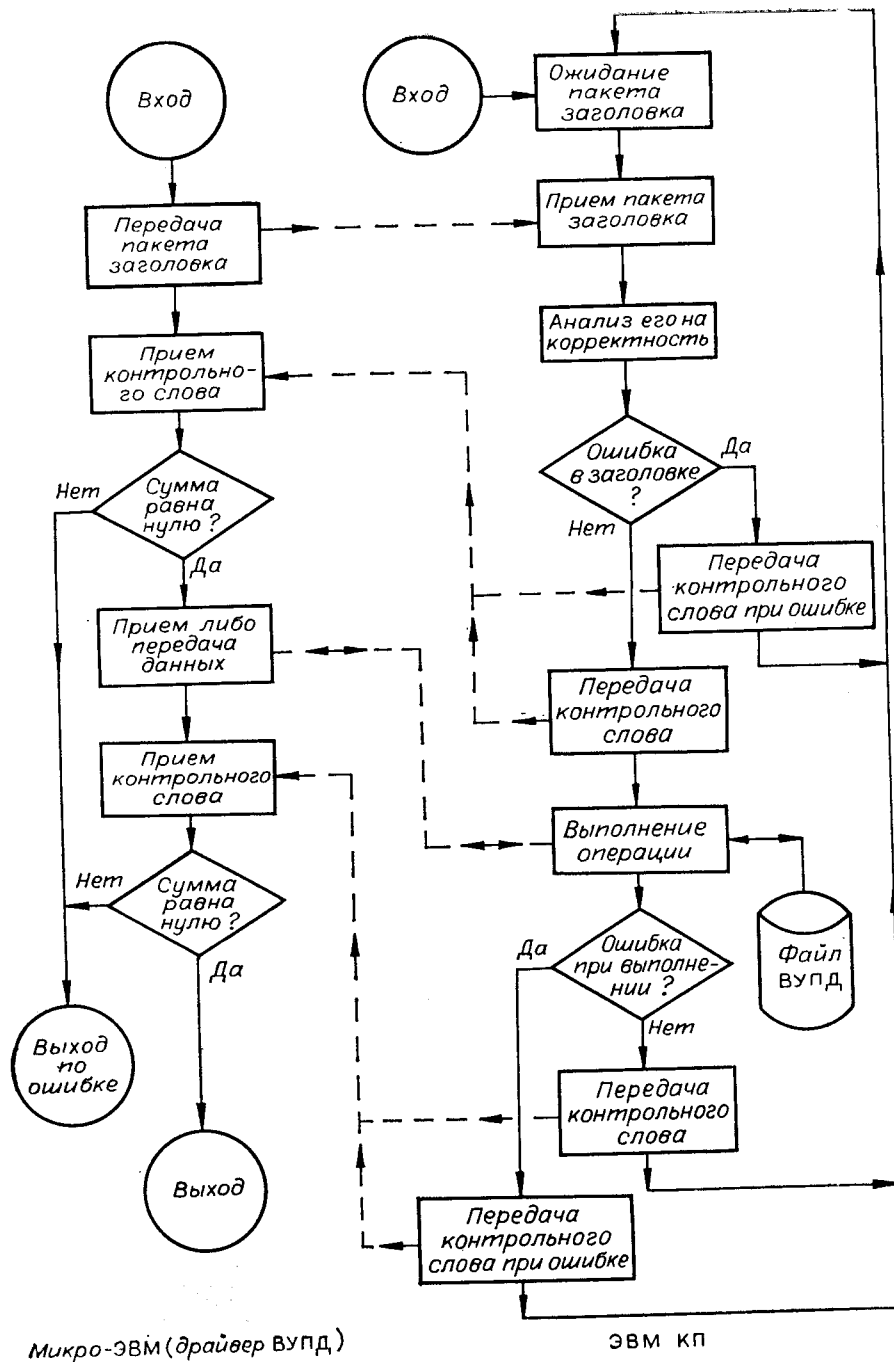 Вход
Передача
пакета
заголовка
Прием
контрольно-
го слова
Нет
Сумма
равна
нулю ?
Да
Прием либо
передача
данных
Прием
контрольного
слова
Нет
Сумма
равна
нулю ?
Да
Выход
по
ошибке
Выход
Микро-ЭВМ (драйвер ВУПД)
Вход
Ожидание
пакета
заголовка
Прием пакета
заголовка
Анализ его на
корректность
Ошибка
в заголовке
?
Да
Нет
Передача
контрольного
слова при ошибке
Передача
контрольного
слова
Выполнение
операции
Файл
ВУПД
Да
Ошибка
при выполне-
нии ?
Нет
Передача
контрольного
слова
Передача
контрольного
слова при ошибке
ЭВМ КП